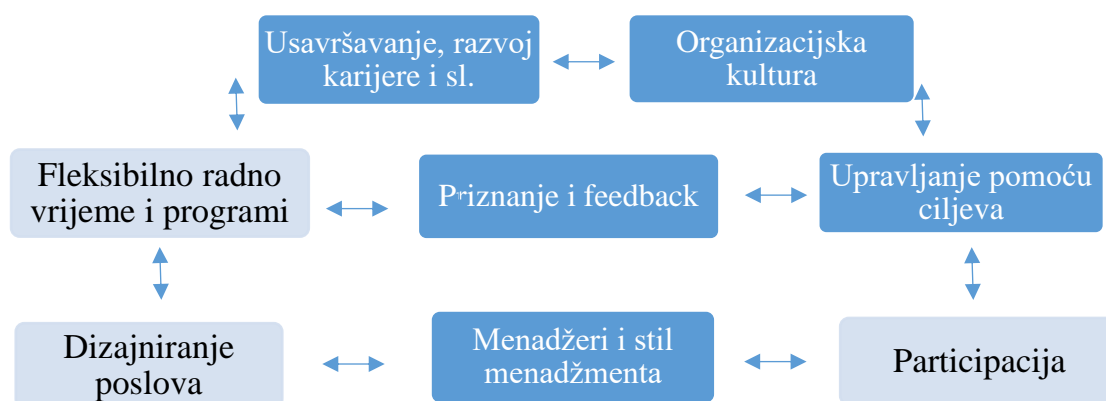 Usavršavanje, razvoj
karijere i sl.
Organizacijska
kultura
Fleksibilno radno
vrijeme i programi
Priznanje i feedback
Upravljanje pomoću
ciljeva
Dizajniranje
poslova
Menadžeri i stil
menadžmenta
Participacija